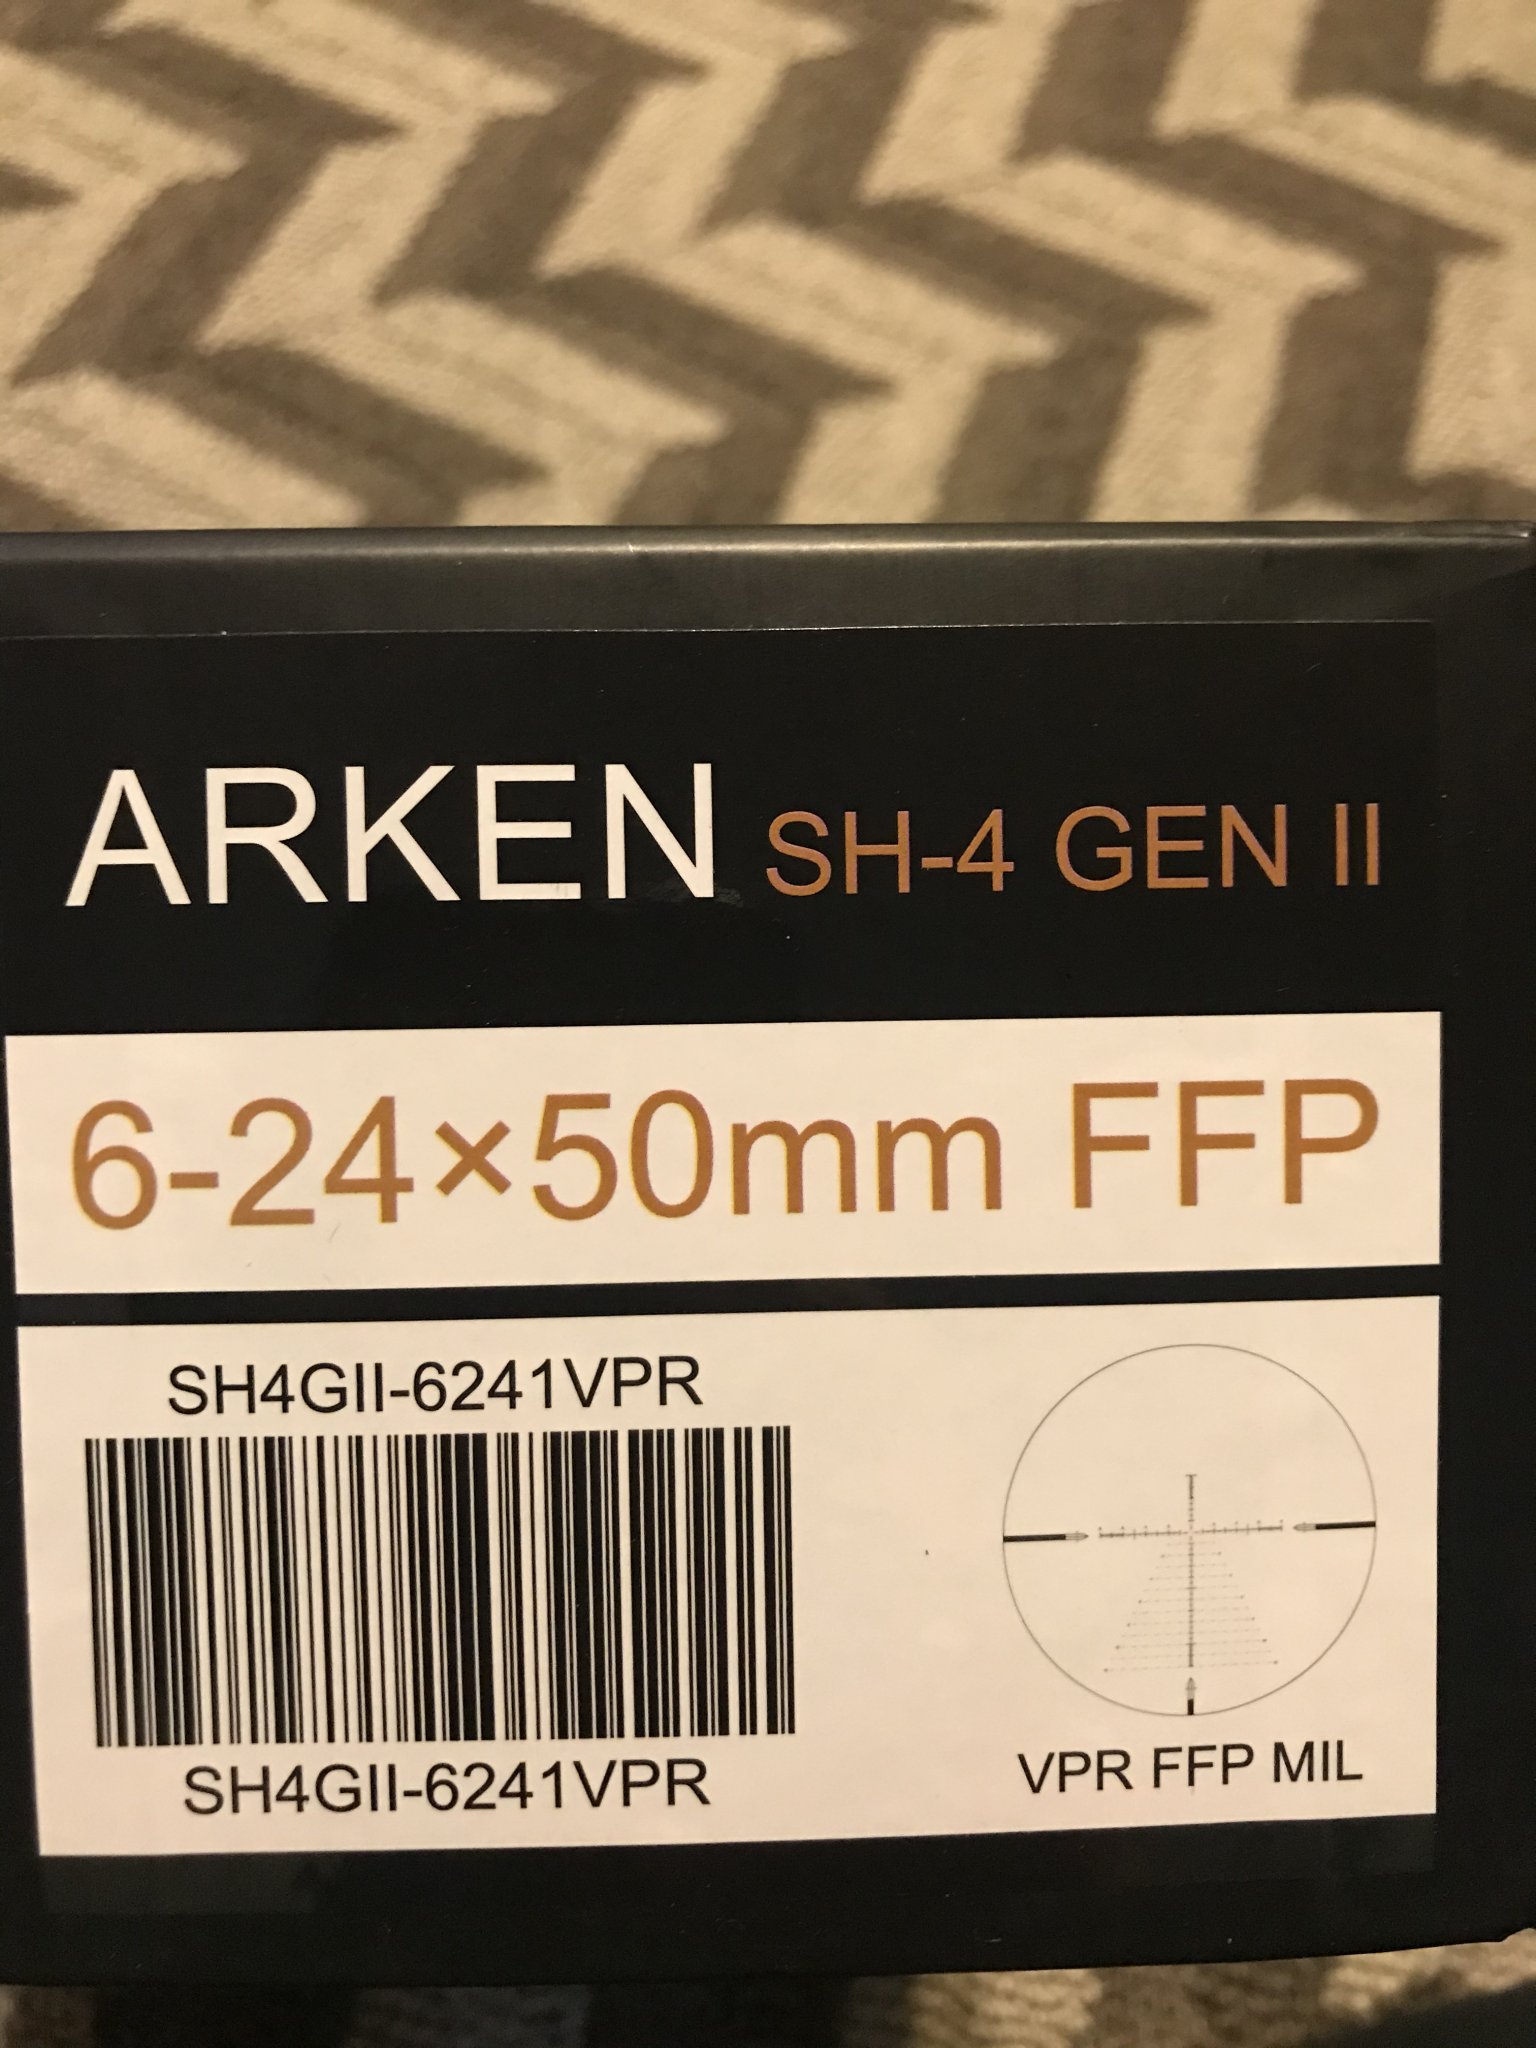 ARKEN SH-4 GEN II
6-24×50mm FFP
SH4GII-6241VPR
SH4GII-6241VPR
VPR FFP MIL